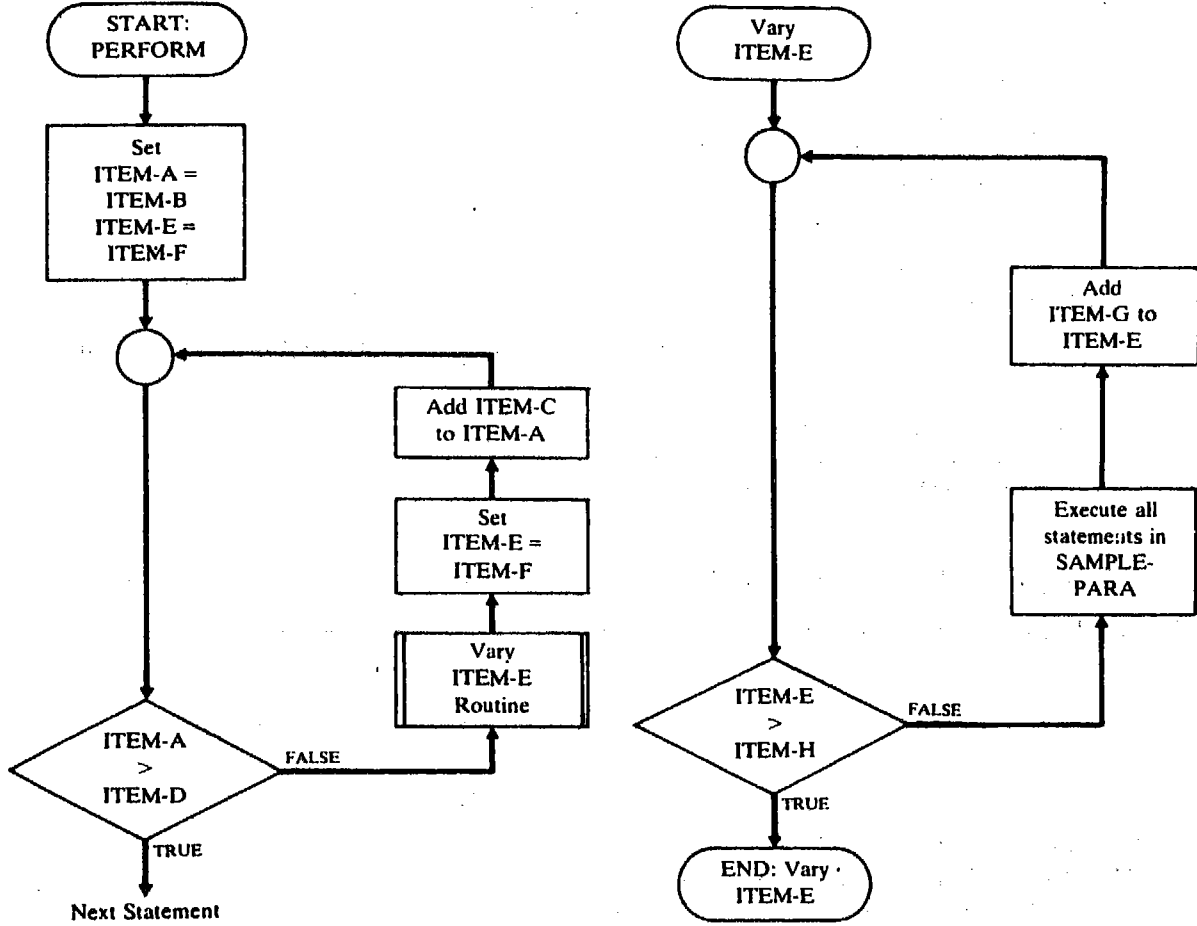 START:
PERFORM
Set
ITEM-A =
ITEM-B
ITEM-E =
ITEM-F
Add ITEM-C
to ITEM-A
Set
ITEM-E =
ITEM-F
Vary
ITEM-E
Routine
ITEM-A
>
ITEM-D
FALSE
TRUE
Next Statement
Vary
ITEM-E
Add
ITEM-G to
ITEM-E
Execute all
statements in
SAMPLE-
PARA
ITEM-E
>
ITEM-H
FALSE
TRUE
END: Vary
ITEM-E